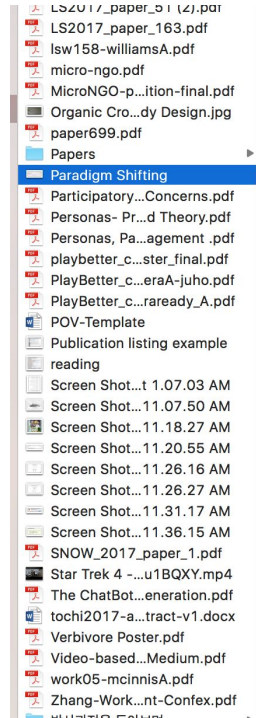 LS2017_paper_51 (2).pdf
LS2017_paper_163.pdf
lsw158-williamsA.pdf
micro-ngo.pdf
MicroNGO-p...ition-final.pdf
Organic Cro...dy Design.jpg
paper699.pdf
Papers
Paradigm Shifting
Participatory...Concerns.pdf
Personas- Pr...d Theory.pdf
Personas, Pa...agement .pdf
playbetter_c...ster_final.pdf
PlayBetter_c...eraA-juho.pdf
PlayBetter_c...raready_A.pdf
POV-Template
Publication listing example
reading
Screen Shot...t 1.07.03 AM
Screen Shot...11.07.50 AM
Screen Shot...11.18.27 AM
Screen Shot...11.20.55 AM
Screen Shot...11.26.16 AM
Screen Shot...11.26.27 AM
Screen Shot...11.31.17 AM
Screen Shot...11.36.15 AM
SNOW_2017_paper_1.pdf
Star Trek 4 -...u1BQXY.mp4
The ChatBot...eneration.pdf
tochi2017-a...tract-v1.docx
Verbivore Poster.pdf
Video-based...Medium.pdf
work05-mcinnisA.pdf
Zhang-Work...nt-Confex.pdf